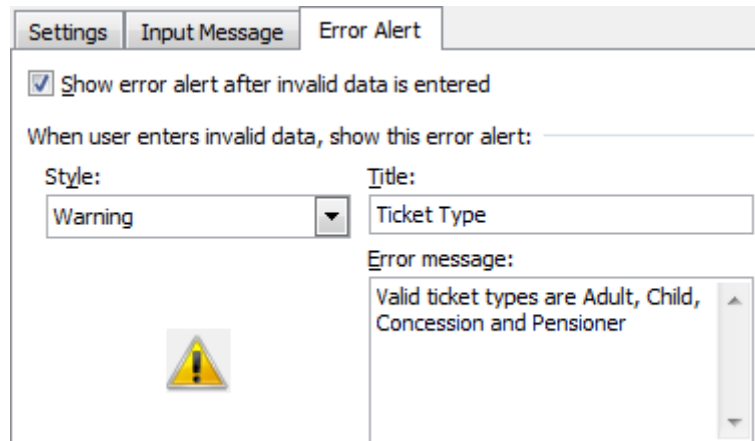 Settings Input Message Error Alert
Show error alert after invalid data is entered
When user enters invalid data, show this error alert:
Style: Title:
Warning Ticket Type
Error message:
Valid ticket types are Adult, Child,
Concession and Pensioner